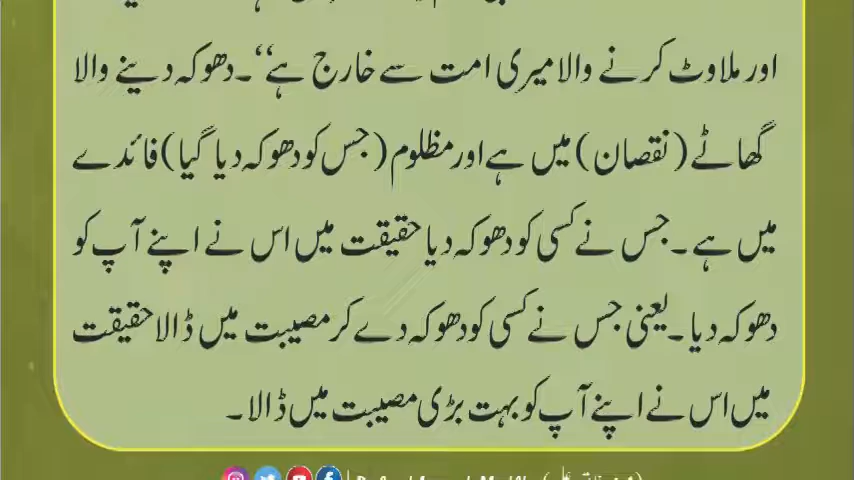 اور ملاوٹ کرنے والا میری امت سے خارج ہے‘‘۔دھوکہ دینے والا
گھاٹے (نقصان) میں ہے اور مظلوم (جس کو دھوکہ دیا گیا) فائدے
میں ہے۔جس نے کسی کو دھوکہ دیا حقیقت میں اس نے اپنے آپ کو
دھوکہ دیا۔یعنی جس نے کسی کو دھوکہ دے کر مصیبت میں ڈالا حقیقت
میں اس نے اپنے آپ کو بہت بڑی مصیبت میں ڈالا۔